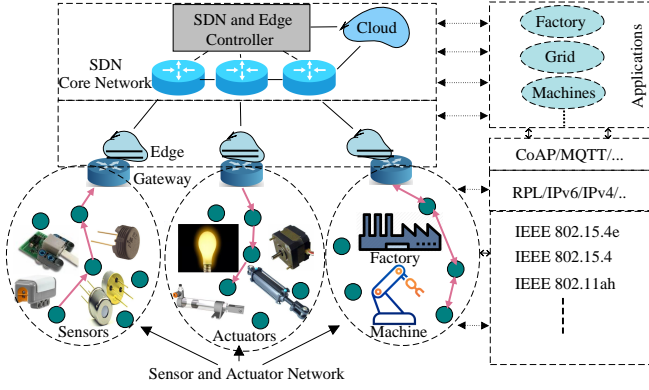 SDN and Edge
Controller
Cloud
SDN
Core Network
Edge
Gateway
Sensors
Actuators
Factory
Machine
Sensor and Actuator Network
Factory
Grid
Machines
Applications
CoAP/MQTT/...
RPL/IPv6/IPv4/..
IEEE 802.15.4e
IEEE 802.15.4
IEEE 802.11ah